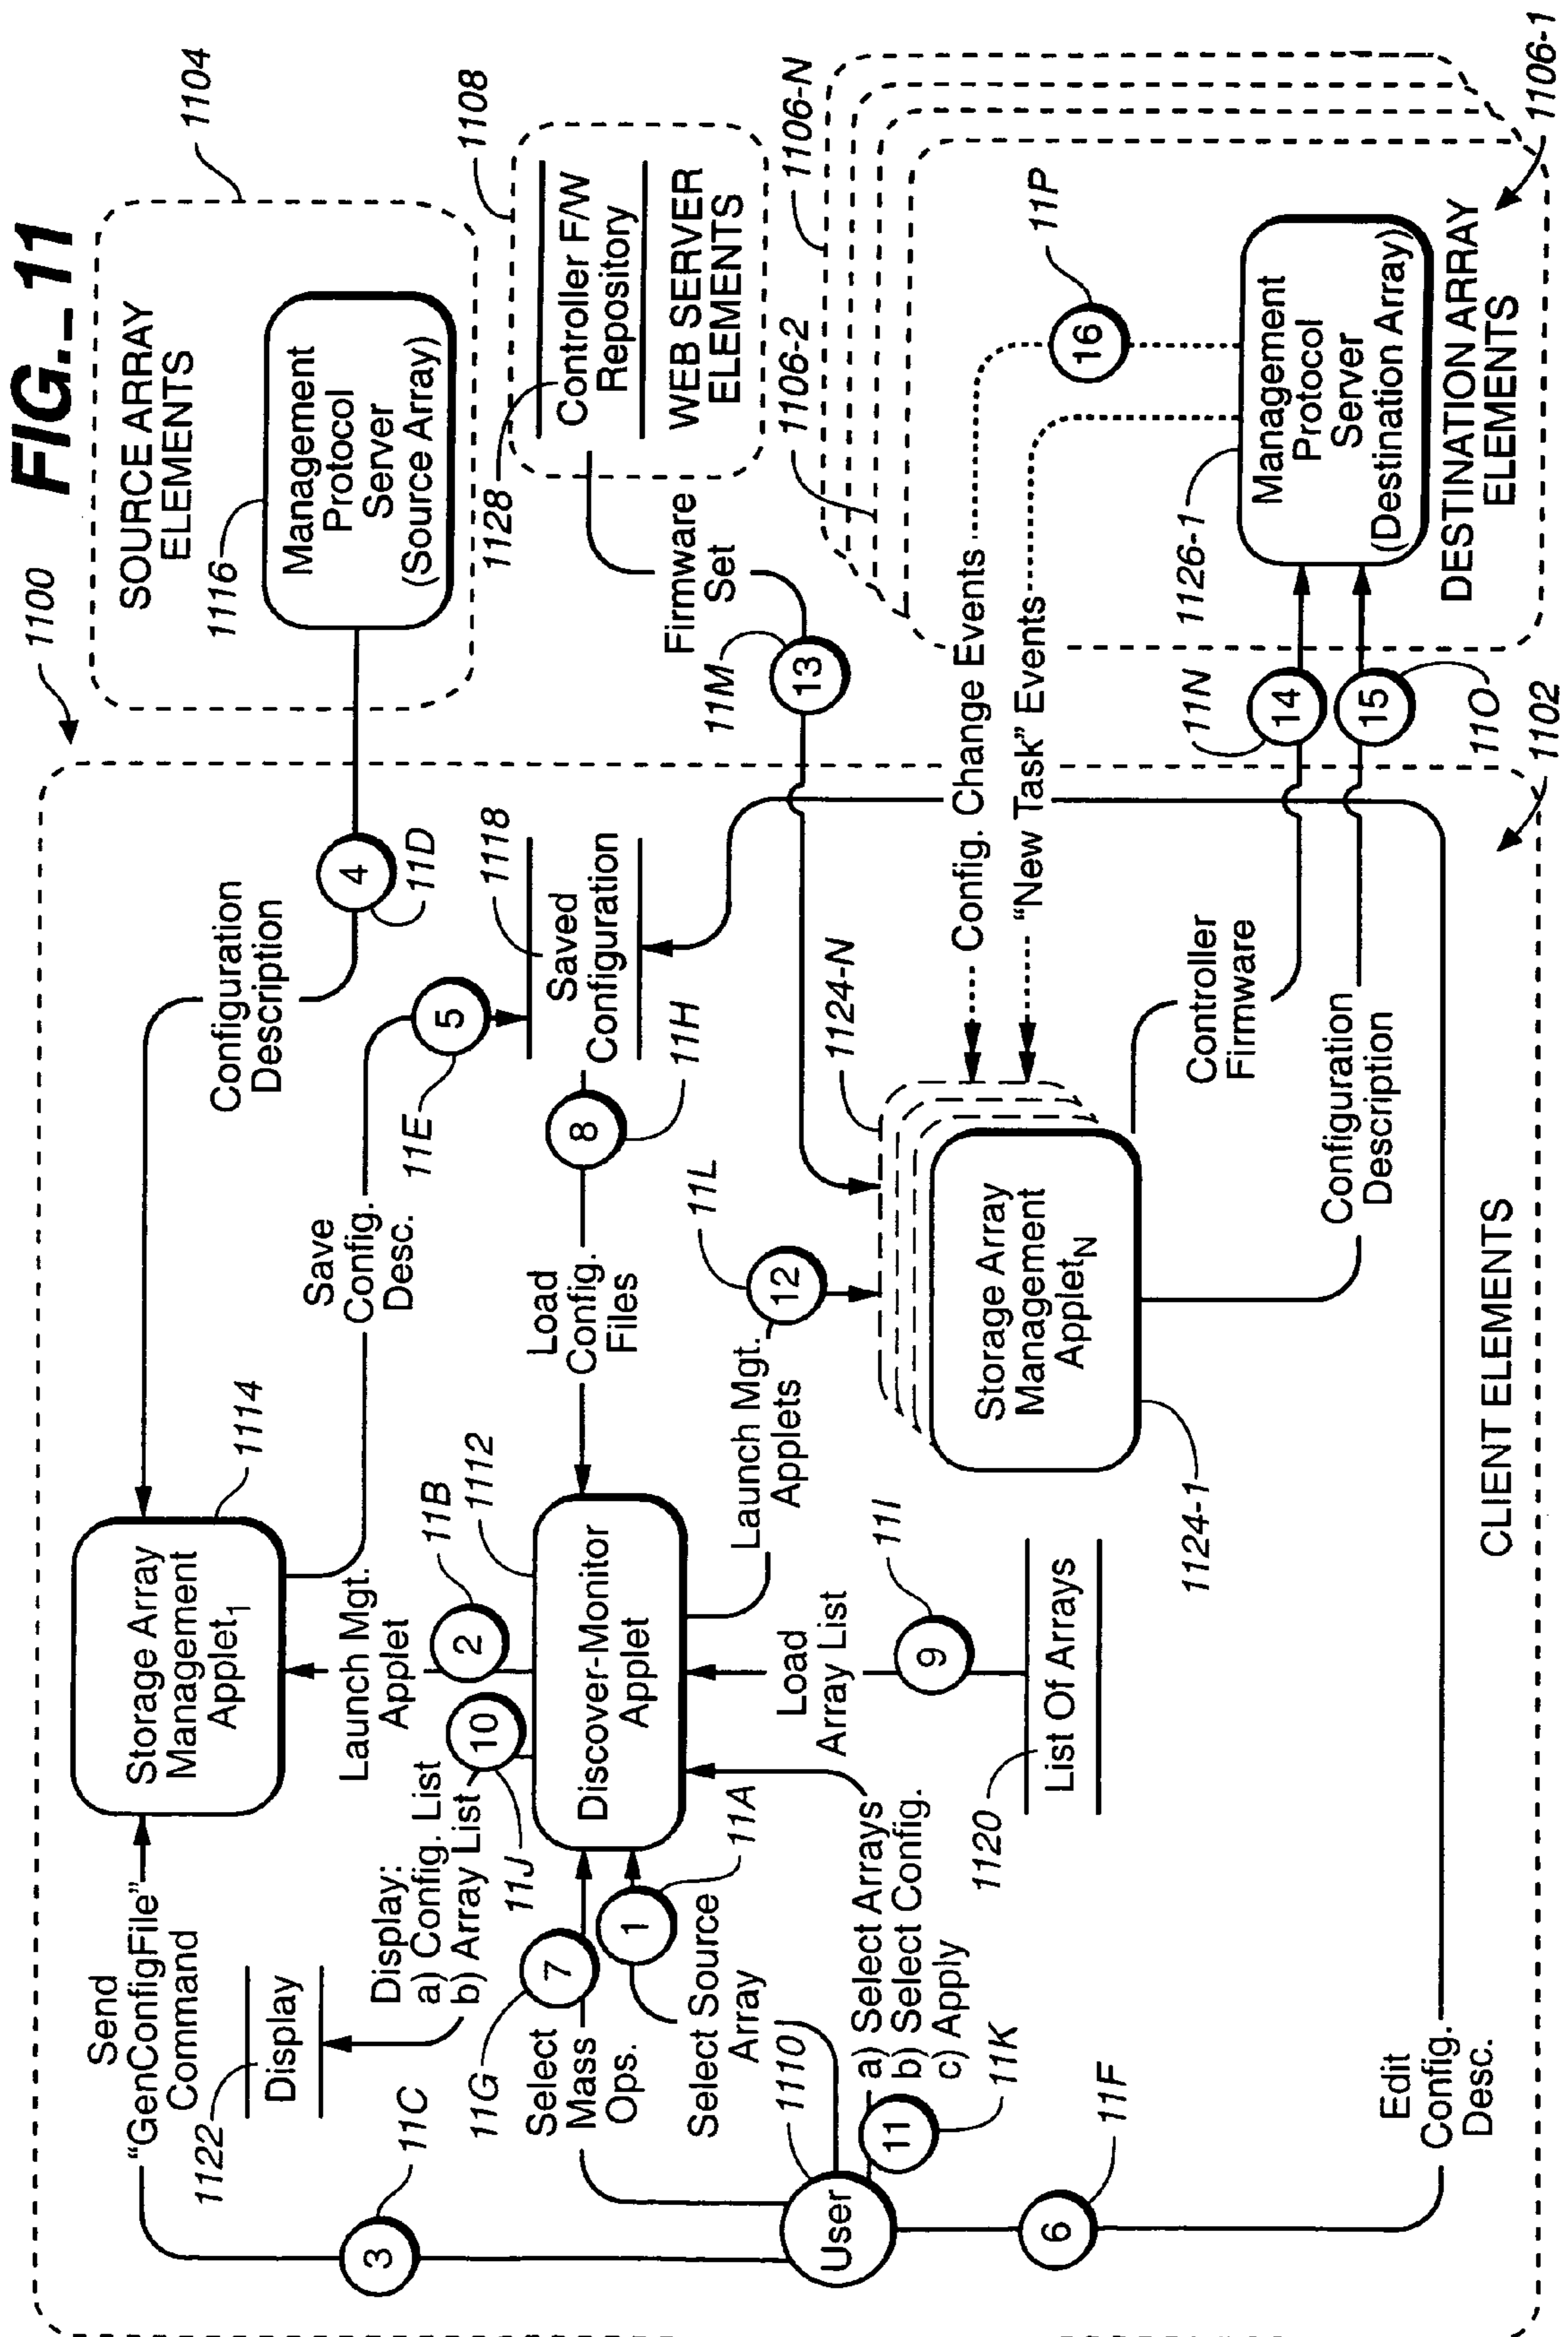 FIG._11
1100
SOURCE ARRAY
ELEMENTS
1104
1116
Management
Protocol
Server
(Source Array)
1108
1128
Controller F/W
Repository
WEB SERVER
ELEMENTS
Firmware
Set
11M
13
1106-N
1106-2
1106-1
11P
16
1126-1
Management
Protocol
Server
(Destination Array)
DESTINATION ARRAY
ELEMENTS
Config. Change Events
"New Task" Events
11N
14
15
11O
1102
Configuration
Description
4
11D
Storage Array
Management
Applet1
1114
Save
Config.
Desc.
5
11E
1118
Saved
Configuration
8
11H
Load
Config.
Files
Send
"GenConfigFile"
Command
3
11C
1122
Display
Display:
a) Config. List
b) Array List
10
11J
Launch Mgt.
Applet
2
11B
1112
Discover-Monitor
Applet
Select
Mass
Ops.
7
11G
Select Source
Array
1
11A
1110
User
11
11K
a) Select Arrays
b) Select Config.
c) Apply
Load
Array List
9
11I
1120
List Of Arrays
Launch Mgt.
Applets
12
11L
1124-N
Storage Array
Management
AppletN
1124-1
Controller
Firmware
Configuration
Description
6
11F
Edit
Config.
Desc.
CLIENT ELEMENTS